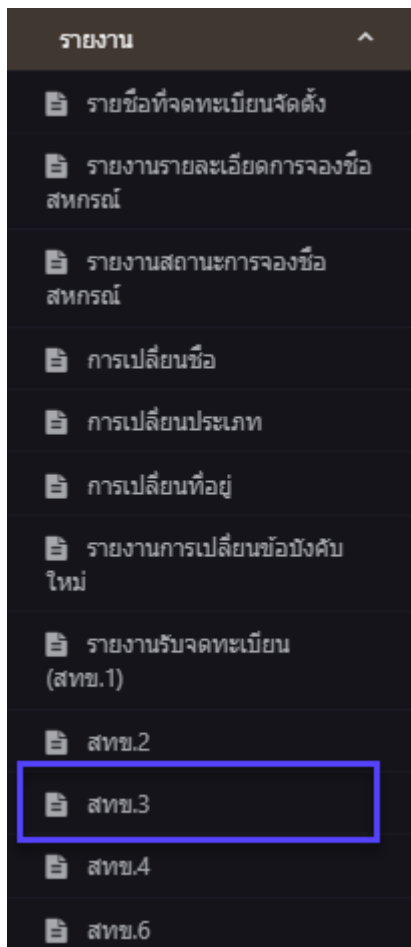 รายงาน
รายชื่อที่จดทะเบียนจัดตั้ง
รายงานรายละเอียดการจองชื่อ
สหกรณ์
รายงานสถานะการจองชื่อ
สหกรณ์
การเปลี่ยนชื่อ
การเปลี่ยนประเภท
การเปลี่ยนที่อยู่
รายงานการเปลี่ยนข้อบังคับ
ใหม่
รายงานรับจดทะเบียน
(สทข.1)
สทข.2
สทข.3
สทข.4
สทข.6